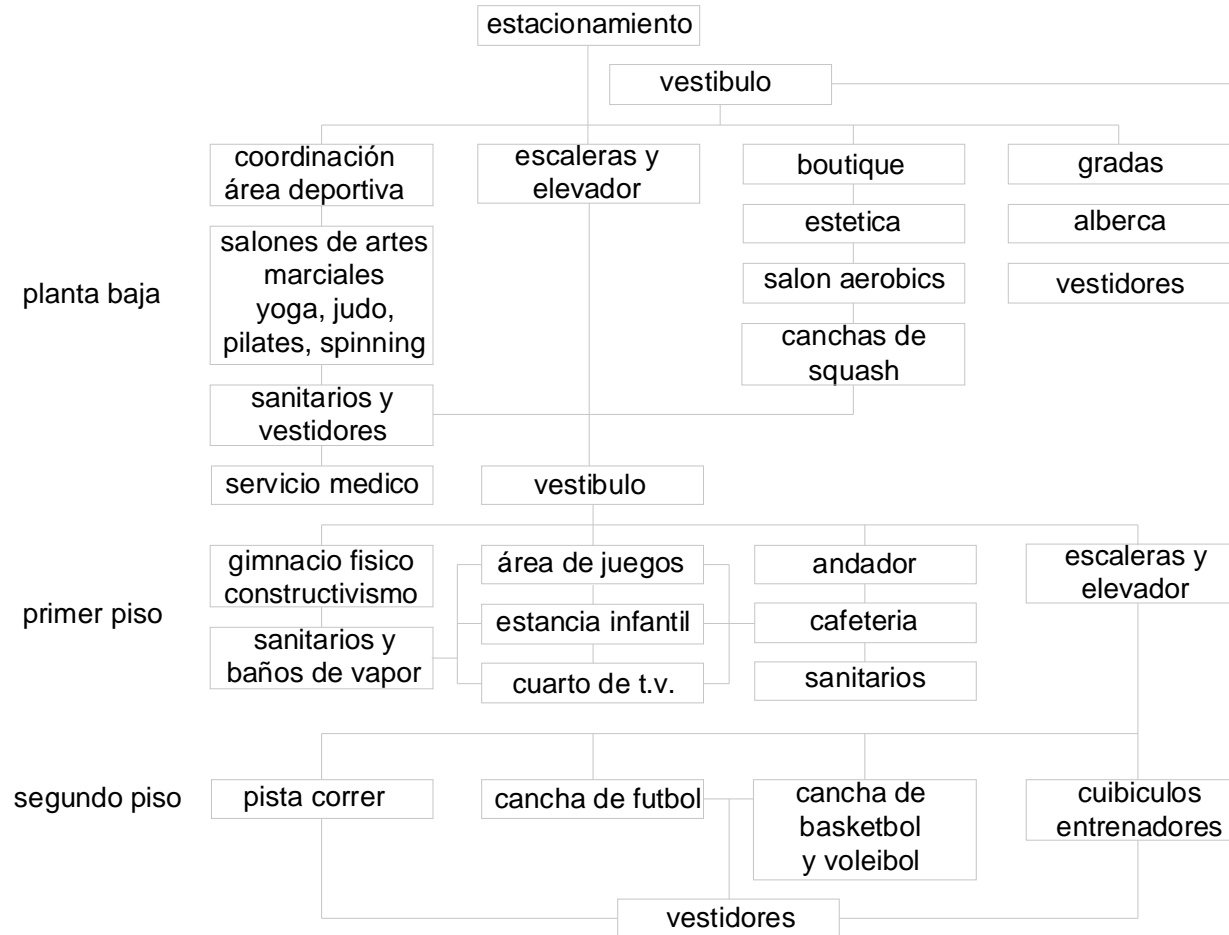 estacionamiento
vestibulo
coordinación
área deportiva
escaleras y
elevador
boutique
gradas
estetica
alberca
salones de artes
marciales
yoga, judo,
pilates, spinning
planta baja
salon aerobics
vestidores
canchas de
squash
sanitarios y
vestidores
servicio medico
vestibulo
gimnacio fisico
constructivismo
área de juegos
andador
escaleras y
elevador
primer piso
estancia infantil
cafeteria
sanitarios y
baños de vapor
cuarto de t.v.
sanitarios
segundo piso
pista correr
cancha de futbol
cancha de
basketbol
y voleibol
cuibiculos
entrenadores
vestidores